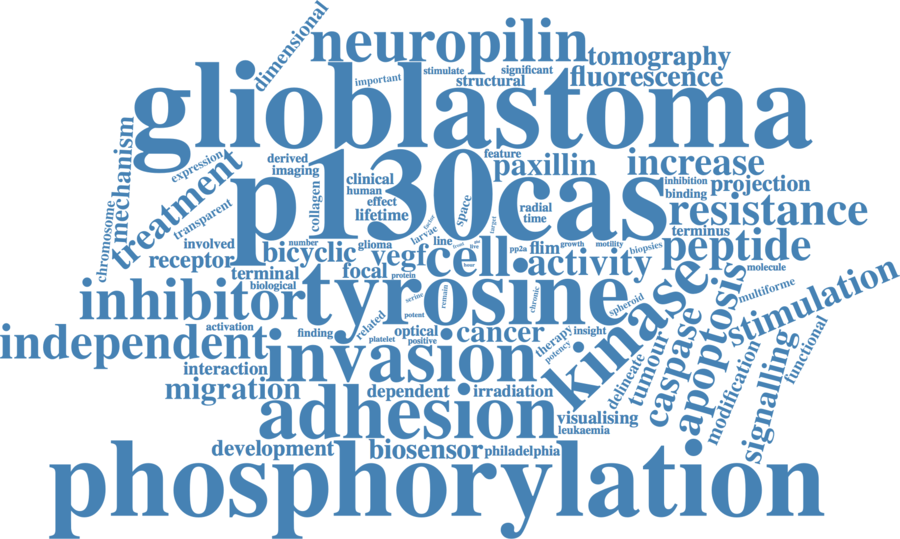 dimensional
neuropilin
tomography
important
stimulate
significant
structural
fluorescence
glioblastoma
mechanism
expression
derived
imaging
feature
paxillin
increase
treatment
p130cas
clinical
human
effect
lifetime
collagen
space
radial
time
inhibition
binding
projection
resistance
transparent
chromosome
involved
receptor
number
bicyclic
glioma
larvae
line
target
terminus
peptide
vegf
cell
pp2a
flim
growth
motility
biopsies
activity
molecule
terminal
biological
focal
protein
inhibitor
tyrosine
serine
remain
chronic
spheroid
kinase
apoptosis
multiforme
stimulation
potent
related
activation
finding
platelet
optical
positive
cancer
therapy
potency
insight
independent
invasion
interaction
migration
dependent
irradiation
delineate
tumour
caspase
modification
signalling
functional
adhesion
visualising
leukaemia
development
biosensor
philadelphia
phosphorylation